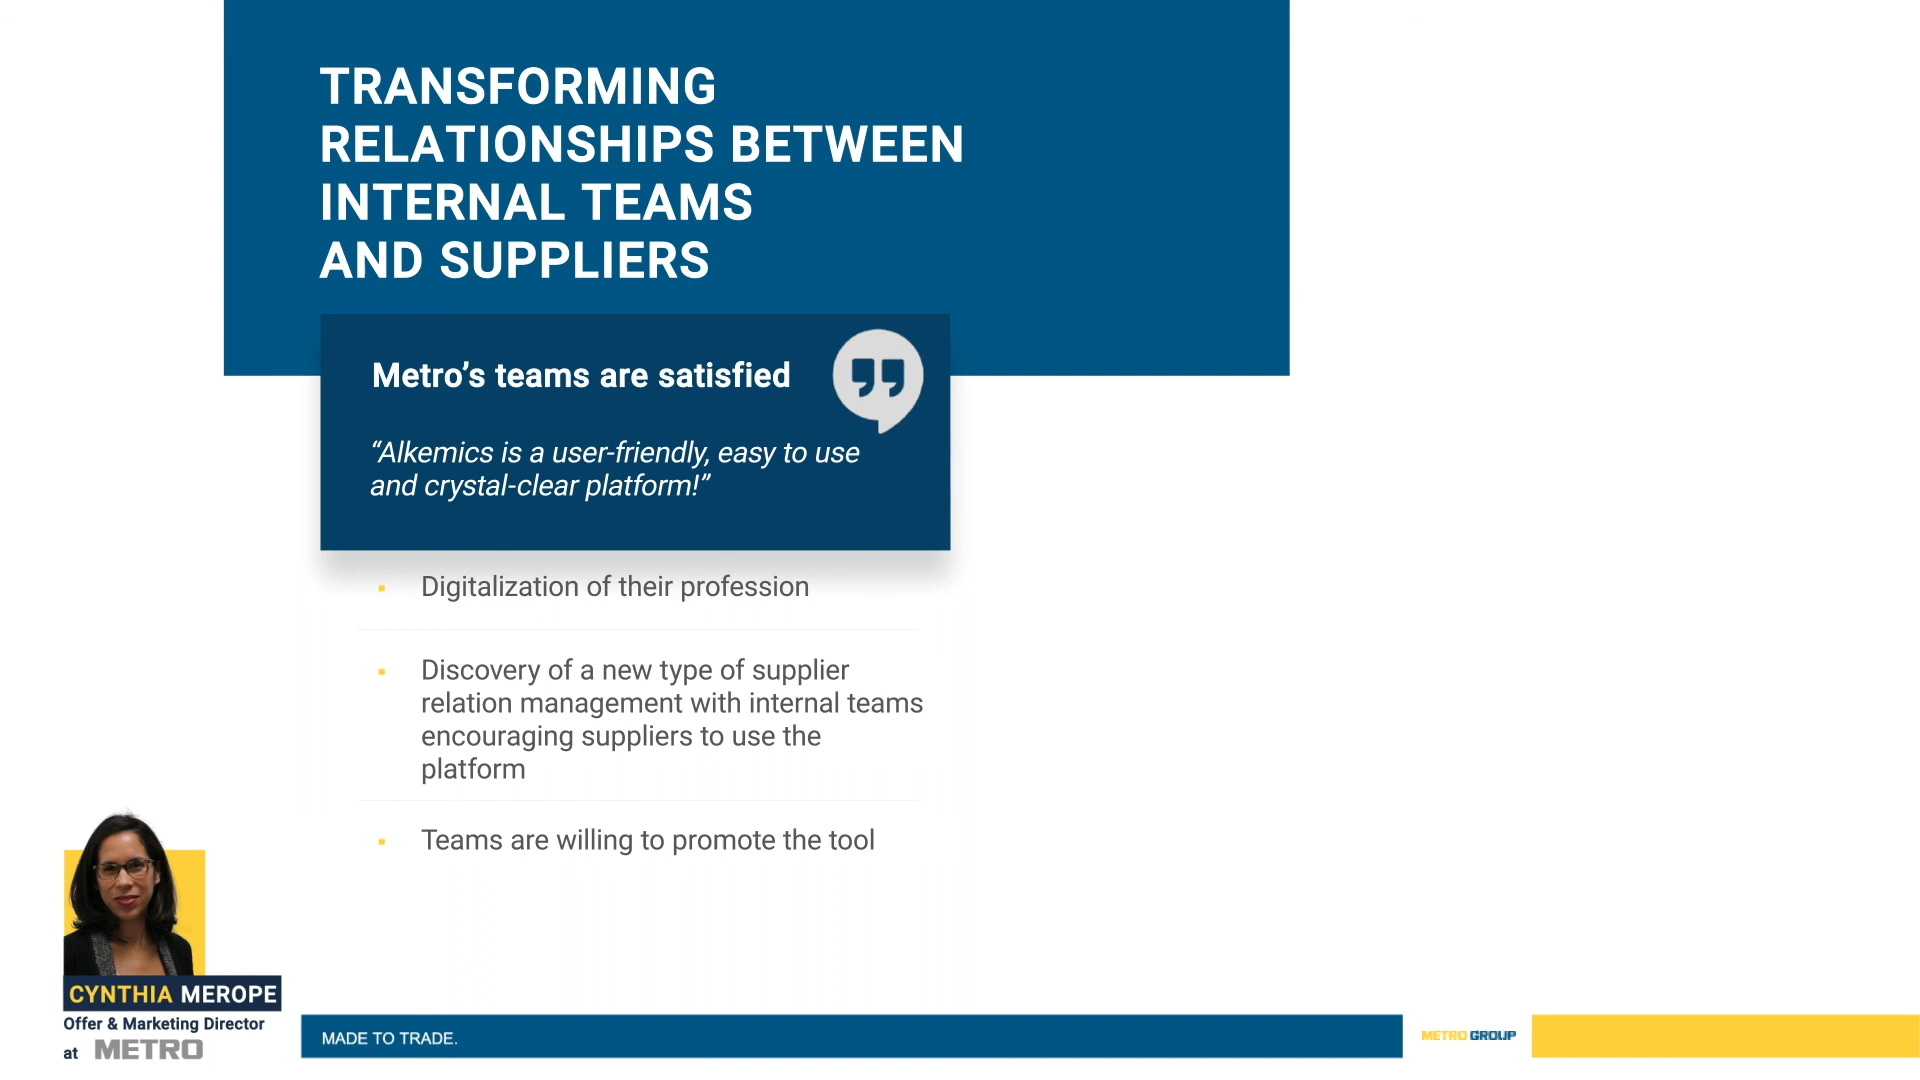 TRANSFORMING
RELATIONSHIPS BETWEEN
INTERNAL TEAMS
AND SUPPLIERS
Metro’s teams are satisfied
“Alkemics is a user-friendly, easy to use
and crystal-clear platform!”
Digitalization of their profession
Discovery of a new type of supplier
relation management with internal teams
encouraging suppliers to use the
platform
Teams are willing to promote the tool
CYNTHIA MEROPE
Offer & Marketing Director
at METRO
MADE TO TRADE.
METRO GROUP